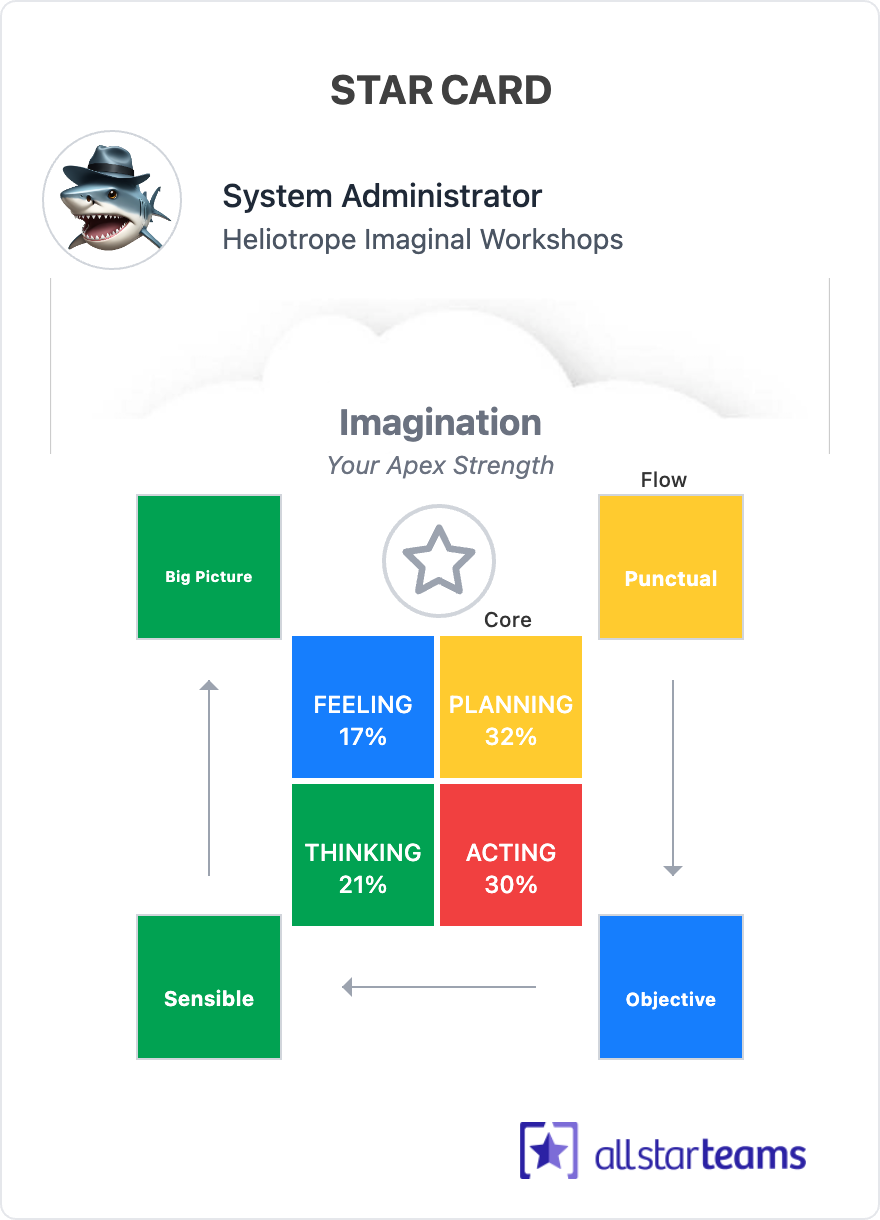 STAR CARD
System Administrator
Heliotrope Imaginal Workshops
Imagination
Your Apex Strength
Flow
Big Picture
Punctual
Core
FEELING
17%
PLANNING
32%
THINKING
21%
ACTING
30%
Sensible
Objective
allstarteams